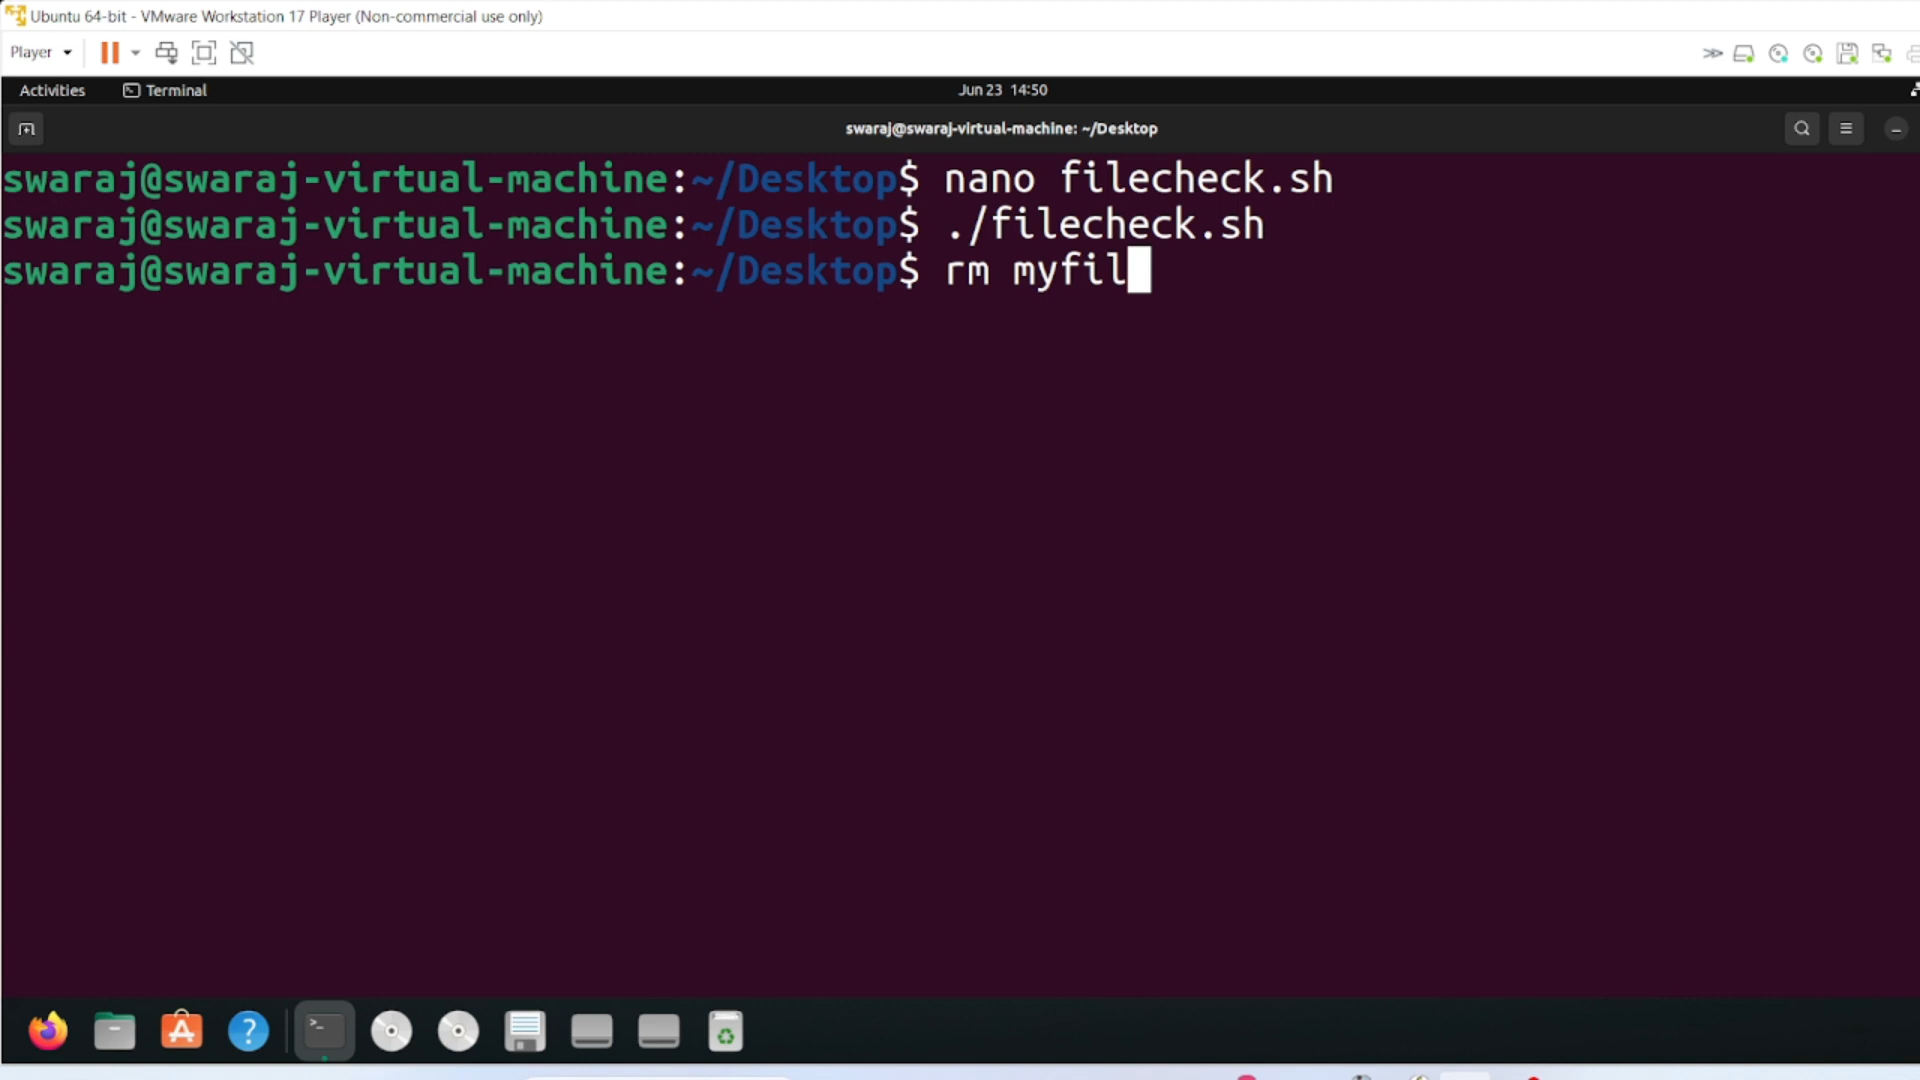 Ubuntu 64-bit - VMware Workstation 17 Player (Non-commercial use only)
Player
Activities Terminal Jun 23 14:50
swaraj@swaraj-virtual-machine: ~/Desktop
swaraj@swaraj-virtual-machine:~/Desktop$ nano filecheck.sh
swaraj@swaraj-virtual-machine:~/Desktop$ ./filecheck.sh
swaraj@swaraj-virtual-machine:~/Desktop$ rm myfil